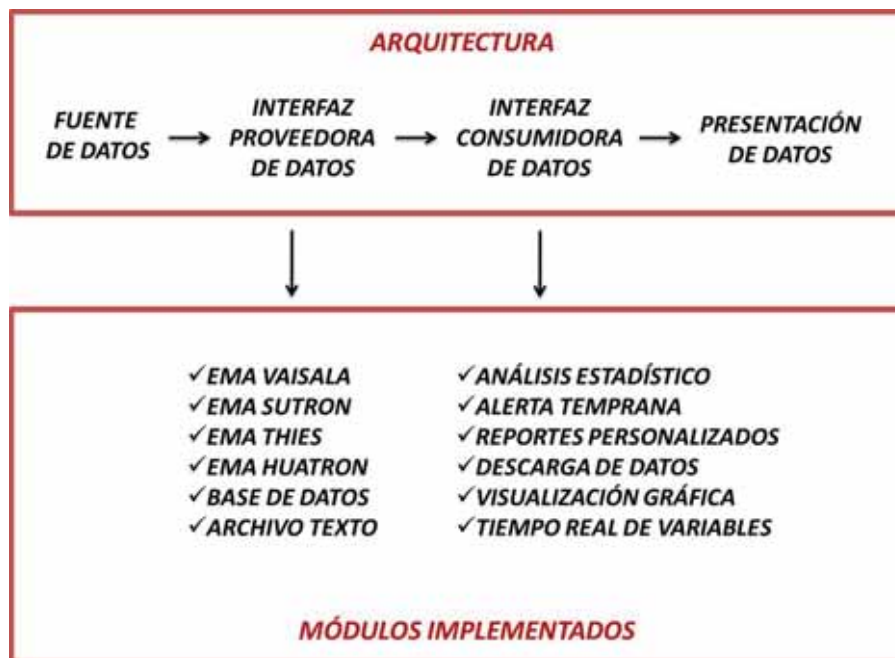 ARQUITECTURA
FUENTE
DE DATOS
INTERFAZ
PROVEEDORA
DE DATOS
INTERFAZ
CONSUMIDORA
DE DATOS
PRESENTACIÓN
DE DATOS
✓EMA VAISALA
✓EMA SUTRON
✓EMA THIES
✓EMA HUATRON
✓BASE DE DATOS
✓ARCHIVO TEXTO
✓ANÁLISIS ESTADÍSTICO
✓ALERTA TEMPRANA
✓REPORTES PERSONALIZADOS
✓DESCARGA DE DATOS
✓VISUALIZACIÓN GRÁFICA
✓TIEMPO REAL DE VARIABLES
MÓDULOS IMPLEMENTADOS